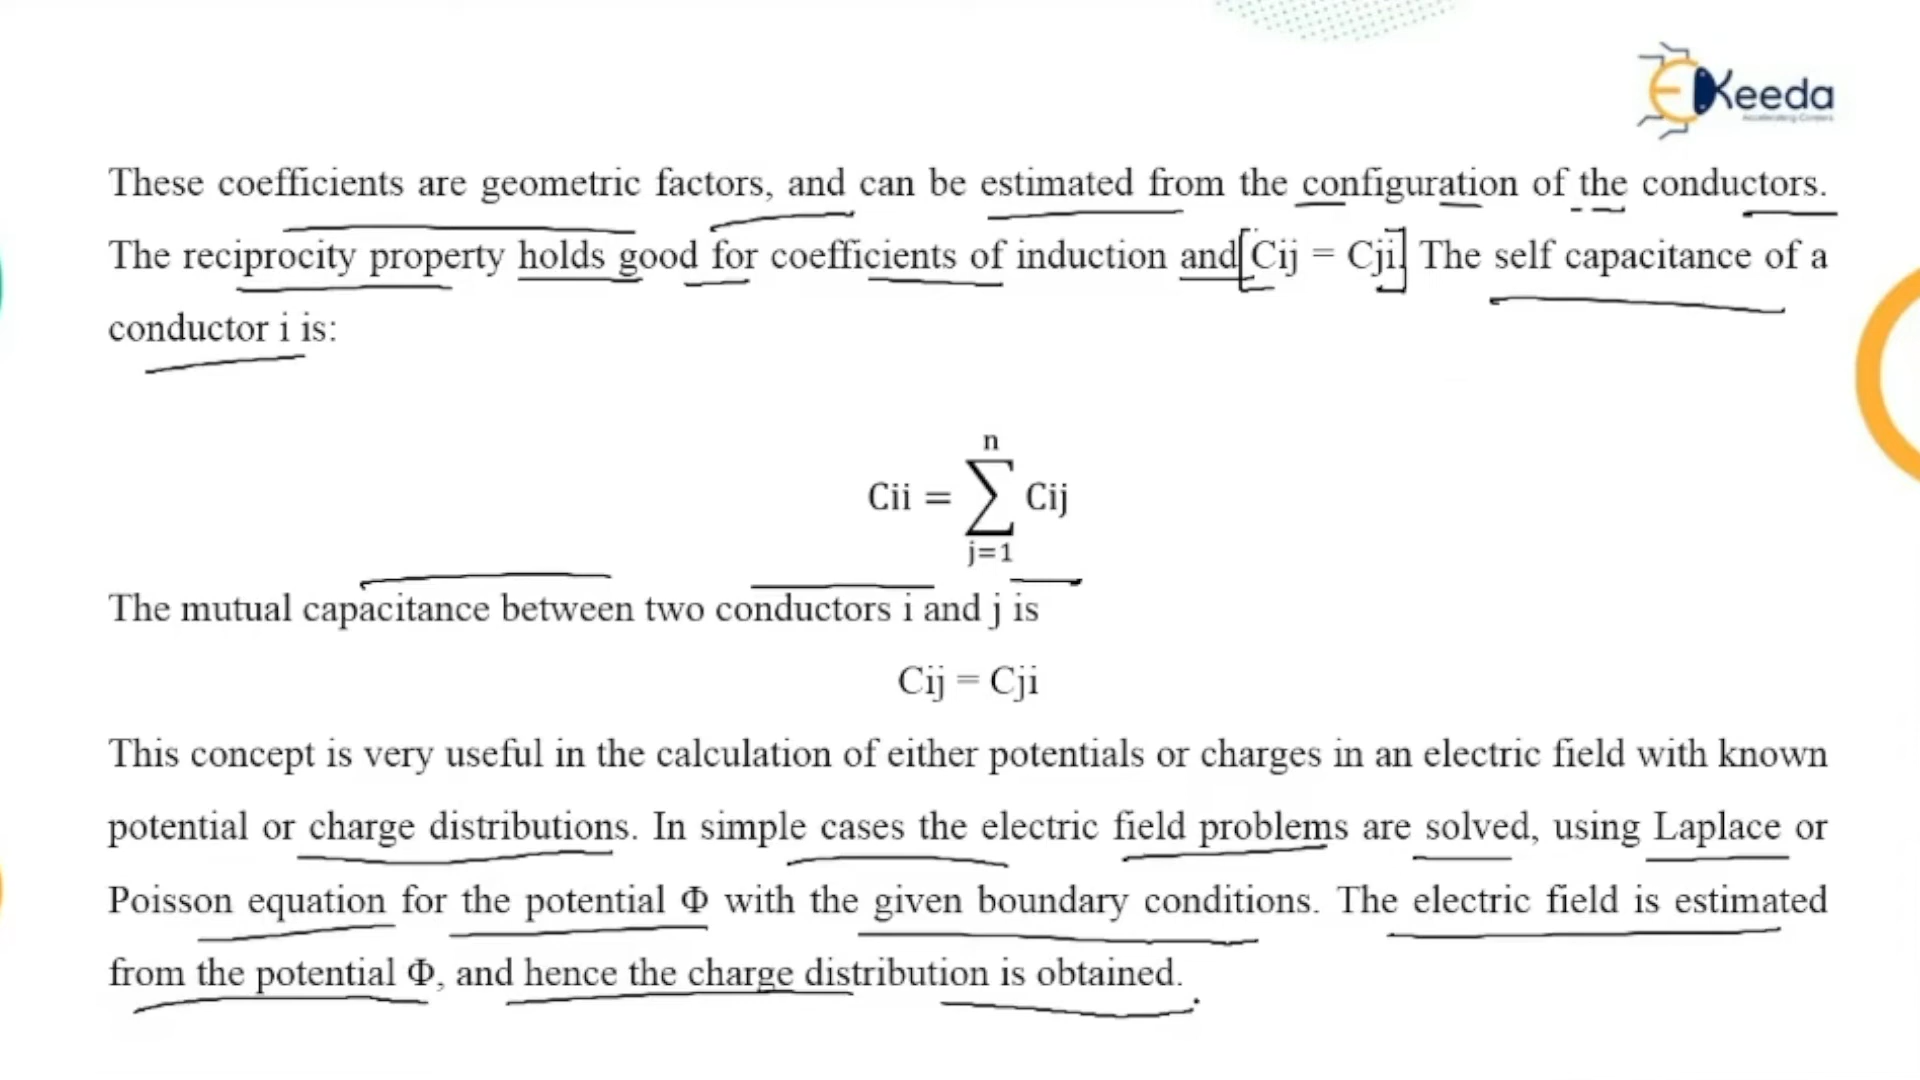 EKeeda
Accelerating Careers
These coefficients are geometric factors, and can be estimated from the configuration of the conductors.
The reciprocity property holds good for coefficients of induction and[Cij = Cji] The self capacitance of a
conductor i is:
n
Cii = ∑ Cij
j=1
The mutual capacitance between two conductors i and j is
Cij = Cji
This concept is very useful in the calculation of either potentials or charges in an electric field with known
potential or charge distributions. In simple cases the electric field problems are solved, using Laplace or
Poisson equation for the potential Φ with the given boundary conditions. The electric field is estimated
from the potential Φ, and hence the charge distribution is obtained.